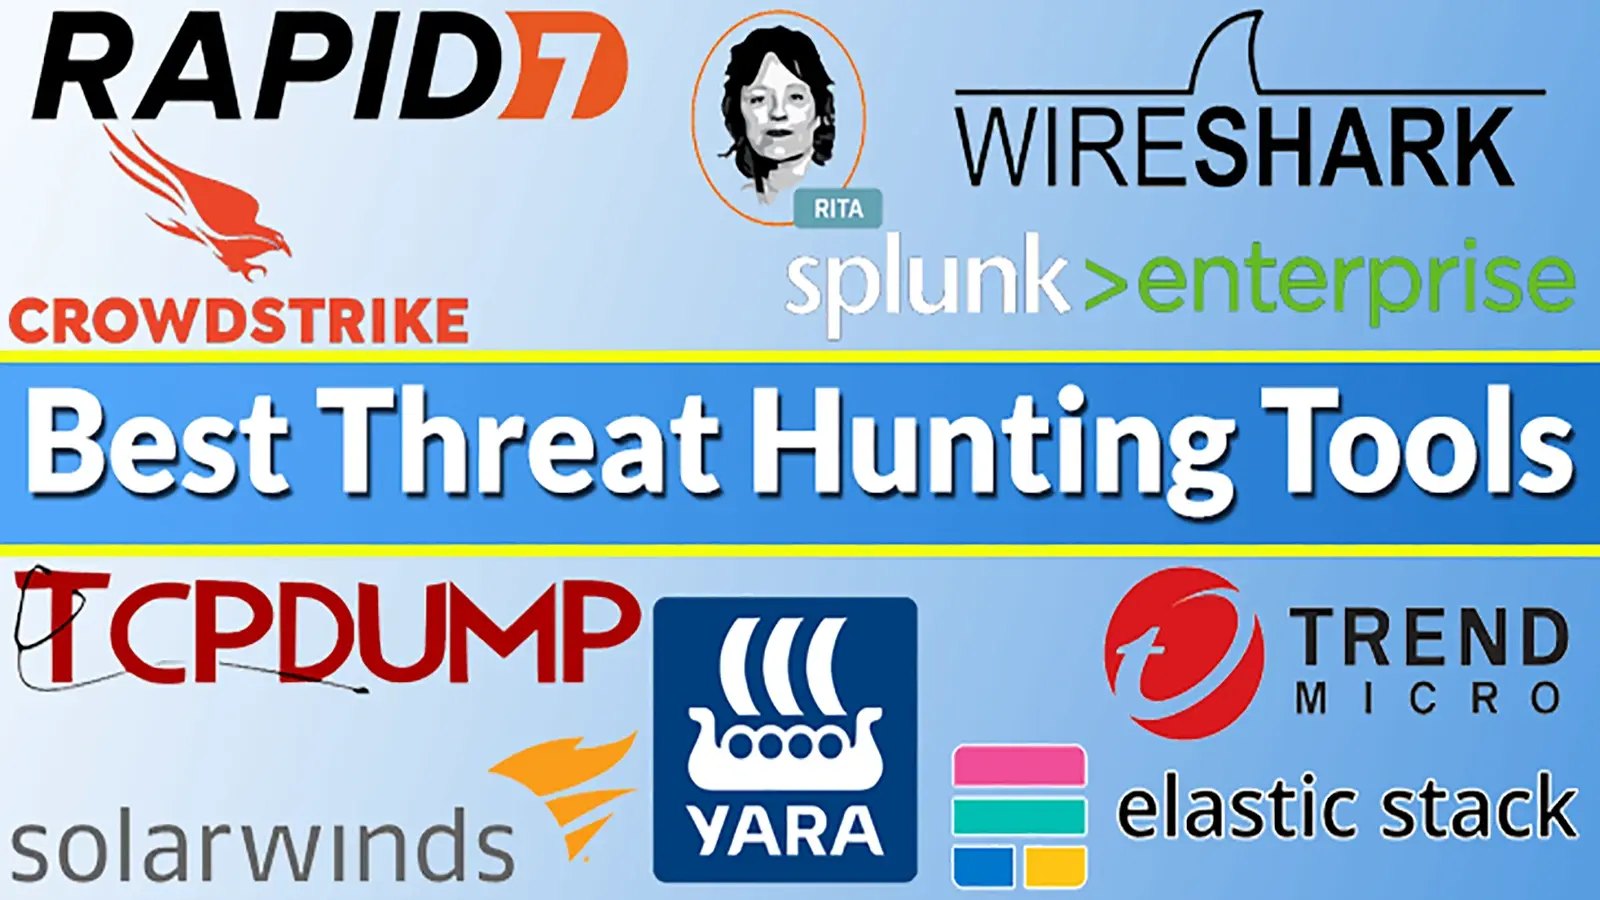 RAPID7
CROWDSTRIKE
RITA
WIRESHARK
splunk>enterprise
Best Threat Hunting Tools
TCPDUMP
solarwinds
YARA
TREND
MICRO
elastic stack